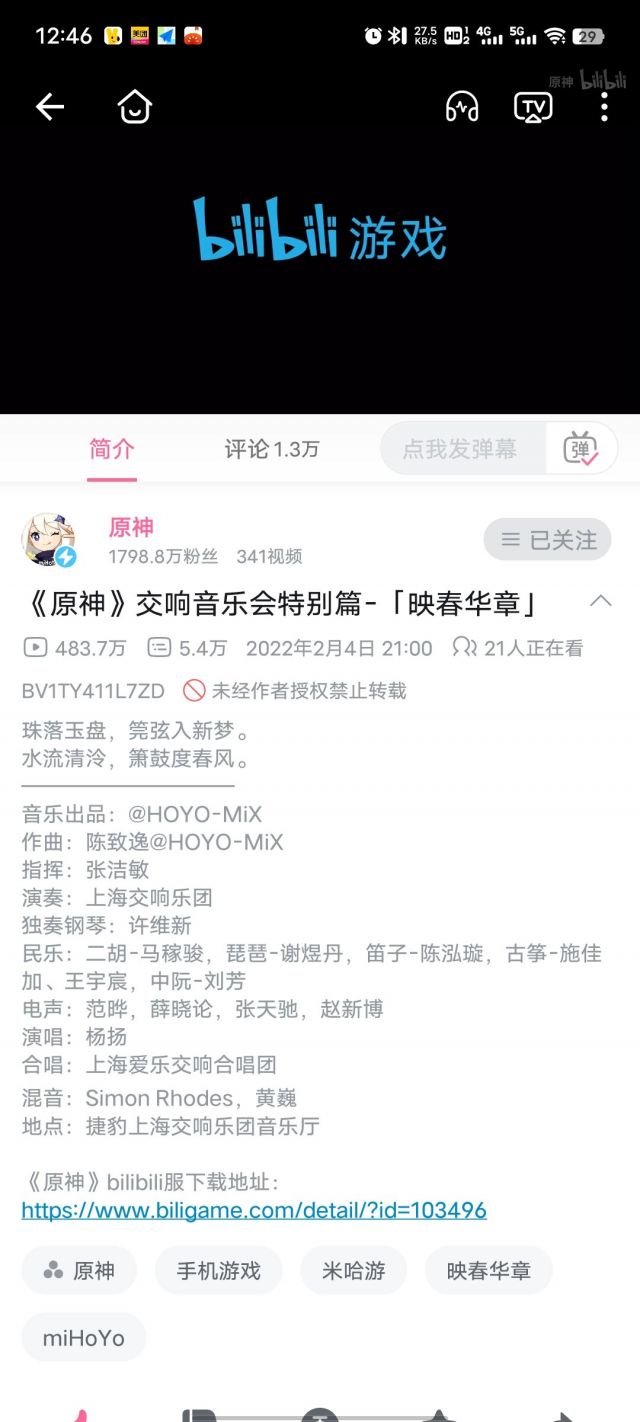 12:46
美团
27.5 KB/s HD 1 2 4G 5G 29
原神 bilibili
TV
bilibili 游戏
简介 评论 1.3万 点我发弹幕 弹
原神
1798.8万粉丝 341视频
已关注
《原神》交响音乐会特别篇-「映春华章」
483.7万 5.4万 2022年2月4日 21:00 21人正在看
BV1TY411L7ZD 未经作者授权禁止转载
珠落玉盘，筦弦入新梦。
水流清泠，箫鼓度春风。
音乐出品：@HOYO-MiX
作曲：陈致逸@HOYO-MiX
指挥：张洁敏
演奏：上海交响乐团
独奏钢琴：许维新
民乐：二胡-马稼骏，琵琶-谢煜丹，笛子-陈泓璇，古筝-施佳
加、王宇宸，中阮-刘芳
电声：范晔，薛晓论，张天驰，赵新博
演唱：杨扬
合唱：上海爱乐交响合唱团
混音：Simon Rhodes，黄巍
地点：捷豹上海交响乐团音乐厅
《原神》bilibili服下载地址：
https://www.biligame.com/detail/?id=103496
原神 手机游戏 米哈游 映春华章
miHoYo